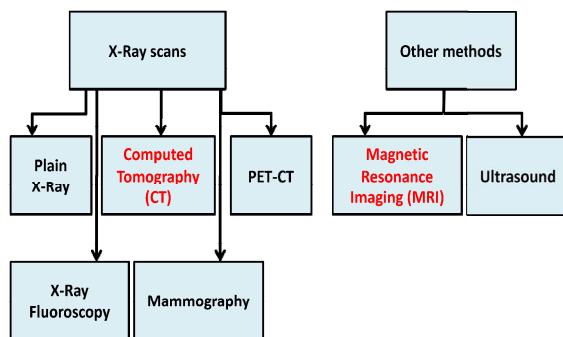 X-Ray scans
Other methods
Plain
X-Ray
Computed
Tomography
(CT)
PET-CT
Magnetic
Resonance
Imaging (MRI)
Ultrasound
X-Ray
Fluoroscopy
Mammography